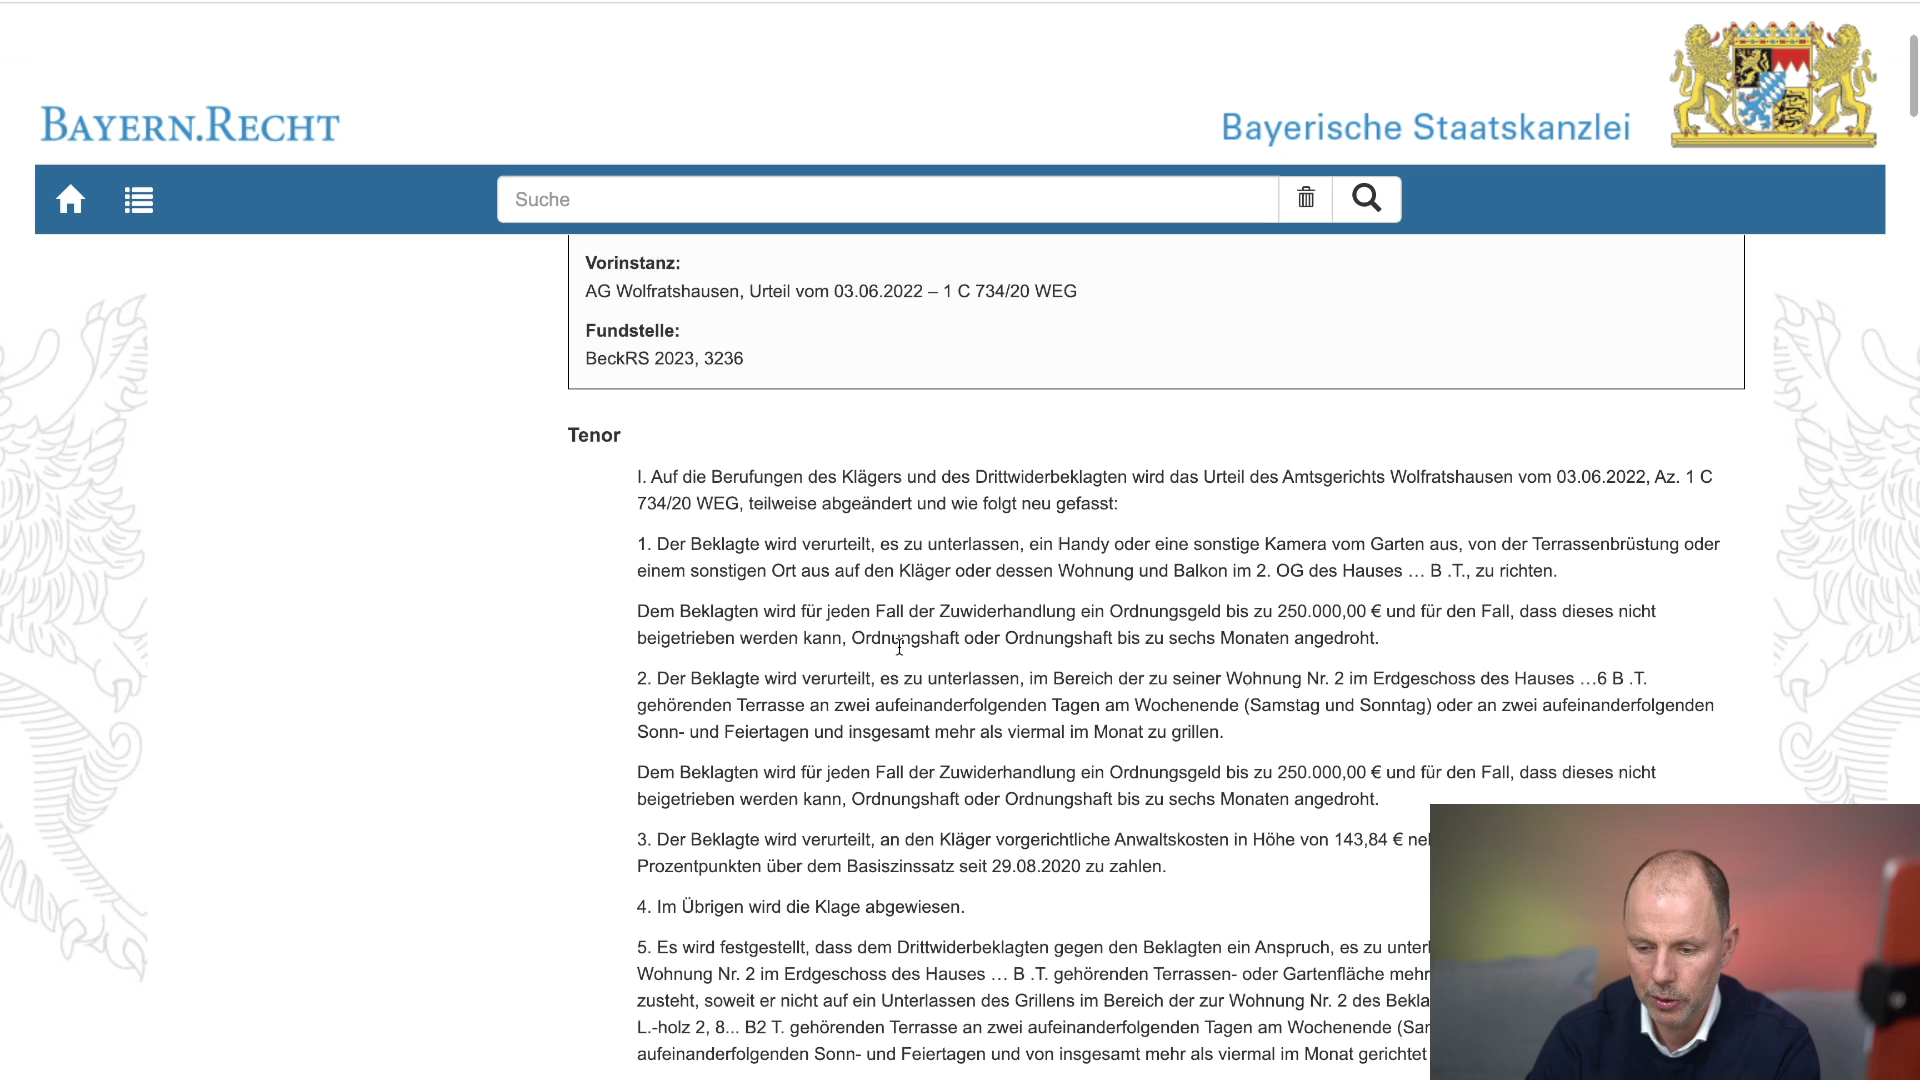 BAYERN.RECHT
Bayerische Staatskanzlei
Suche
Vorinstanz:
AG Wolfratshausen, Urteil vom 03.06.2022 – 1 C 734/20 WEG
Fundstelle:
BeckRS 2023, 3236
Tenor
I. Auf die Berufungen des Klägers und des Drittwiderbeklagten wird das Urteil des Amtsgerichts Wolfratshausen vom 03.06.2022, Az. 1 C
734/20 WEG, teilweise abgeändert und wie folgt neu gefasst:
1. Der Beklagte wird verurteilt, es zu unterlassen, ein Handy oder eine sonstige Kamera vom Garten aus, von der Terrassenbrüstung oder
einem sonstigen Ort aus auf den Kläger oder dessen Wohnung und Balkon im 2. OG des Hauses … B .T., zu richten.
Dem Beklagten wird für jeden Fall der Zuwiderhandlung ein Ordnungsgeld bis zu 250.000,00 € und für den Fall, dass dieses nicht
beigetrieben werden kann, Ordnungshaft oder Ordnungshaft bis zu sechs Monaten angedroht.
2. Der Beklagte wird verurteilt, es zu unterlassen, im Bereich der zu seiner Wohnung Nr. 2 im Erdgeschoss des Hauses …6 B .T.
gehörenden Terrasse an zwei aufeinanderfolgenden Tagen am Wochenende (Samstag und Sonntag) oder an zwei aufeinanderfolgenden
Sonn- und Feiertagen und insgesamt mehr als viermal im Monat zu grillen.
Dem Beklagten wird für jeden Fall der Zuwiderhandlung ein Ordnungsgeld bis zu 250.000,00 € und für den Fall, dass dieses nicht
beigetrieben werden kann, Ordnungshaft oder Ordnungshaft bis zu sechs Monaten angedroht.
3. Der Beklagte wird verurteilt, an den Kläger vorgerichtliche Anwaltskosten in Höhe von 143,84 €
Prozentpunkten über dem Basiszinssatz seit 29.08.2020 zu zahlen.
4. Im Übrigen wird die Klage abgewiesen.
5. Es wird festgestellt, dass dem Drittwiderbeklagten gegen den Beklagten ein Anspruch, es zu
Wohnung Nr. 2 im Erdgeschoss des Hauses … B .T. gehörenden Terrassen- oder Gartenfläche mehr
zusteht, soweit er nicht auf ein Unterlassen des Grillens im Bereich der zur Wohnung Nr. 2 des
L.-holz 2, 8... B2 T. gehörenden Terrasse an zwei aufeinanderfolgenden Tagen am Wochenende
aufeinanderfolgenden Sonn- und Feiertagen und von insgesamt mehr als viermal im Monat gerichtet